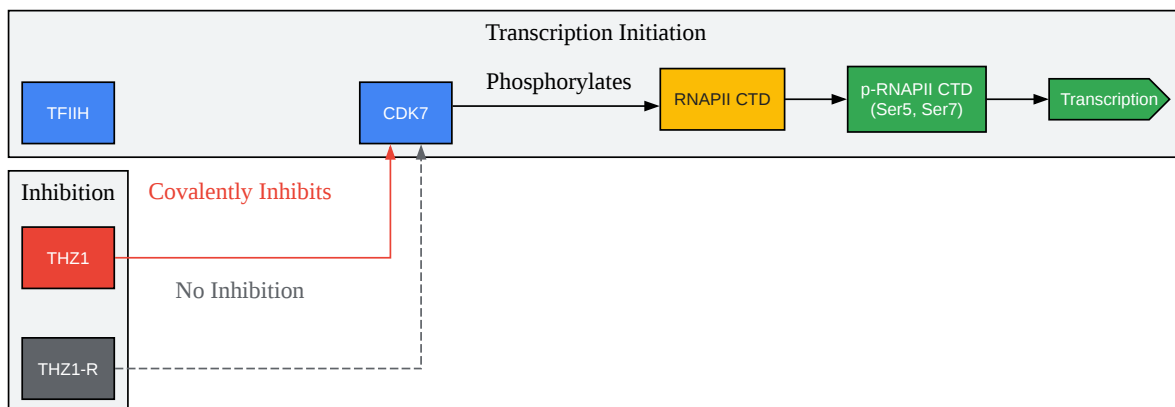 Transcription Initiation
TFIIH
CDK7
Phosphorylates
RNAPII CTD
p-RNAPII CTD
(Ser5, Ser7)
Transcription
Inhibition
Covalently Inhibits
THZ1
No Inhibition
THZ1-R